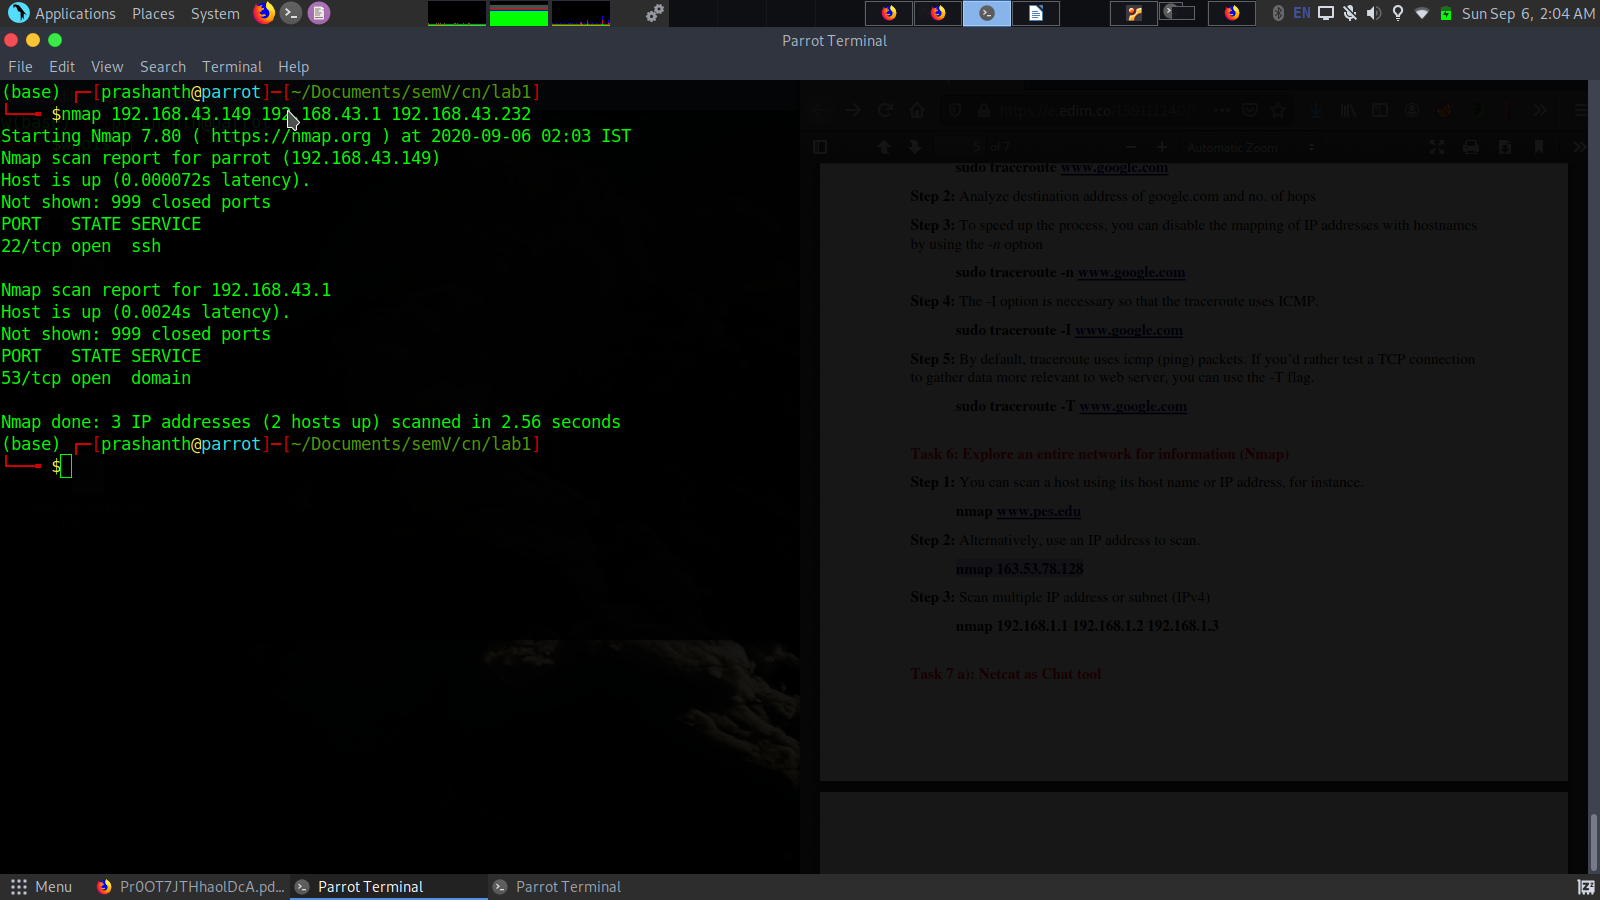 Applications Places System
EN Sun Sep 6, 2:04 AM
Parrot Terminal
File Edit View Search Terminal Help
(base) ┌─[prashanth@parrot]─[~/Documents/semV/cn/lab1]
└──╼ $nmap 192.168.43.149 192.168.43.1 192.168.43.232
Starting Nmap 7.80 ( https://nmap.org ) at 2020-09-06 02:03 IST
Nmap scan report for parrot (192.168.43.149)
Host is up (0.000072s latency).
Not shown: 999 closed ports
PORT   STATE SERVICE
22/tcp open  ssh
Nmap scan report for 192.168.43.1
Host is up (0.0024s latency).
Not shown: 999 closed ports
PORT   STATE SERVICE
53/tcp open  domain
Nmap done: 3 IP addresses (2 hosts up) scanned in 2.56 seconds
(base) ┌─[prashanth@parrot]─[~/Documents/semV/cn/lab1]
└──╼ $
5 of 7 Automatic Zoom
sudo traceroute www.google.com
Step 2: Analyze destination address of google.com and no. of hops
Step 3: To speed up the process, you can disable the mapping of IP addresses with hostnames
by using the -n option
sudo traceroute -n www.google.com
Step 4: The -I option is necessary so that the traceroute uses ICMP.
sudo traceroute -I www.google.com
Step 5: By default, traceroute uses icmp (ping) packets. If you'd rather test a TCP connection
to gather data more relevant to web server, you can use the -T flag.
sudo traceroute -T www.google.com
Task 6: Explore an entire network for information (Nmap)
Step 1: You can scan a host using its host name or IP address, for instance.
nmap www.pes.edu
Step 2: Alternatively, use an IP address to scan.
nmap 163.53.78.128
Step 3: Scan multiple IP address or subnet (IPv4)
nmap 192.168.1.1 192.168.1.2 192.168.1.3
Task 7 a): Netcat as Chat tool
Menu Pr0OT7JTHhaolDcA.pd... Parrot Terminal Parrot Terminal